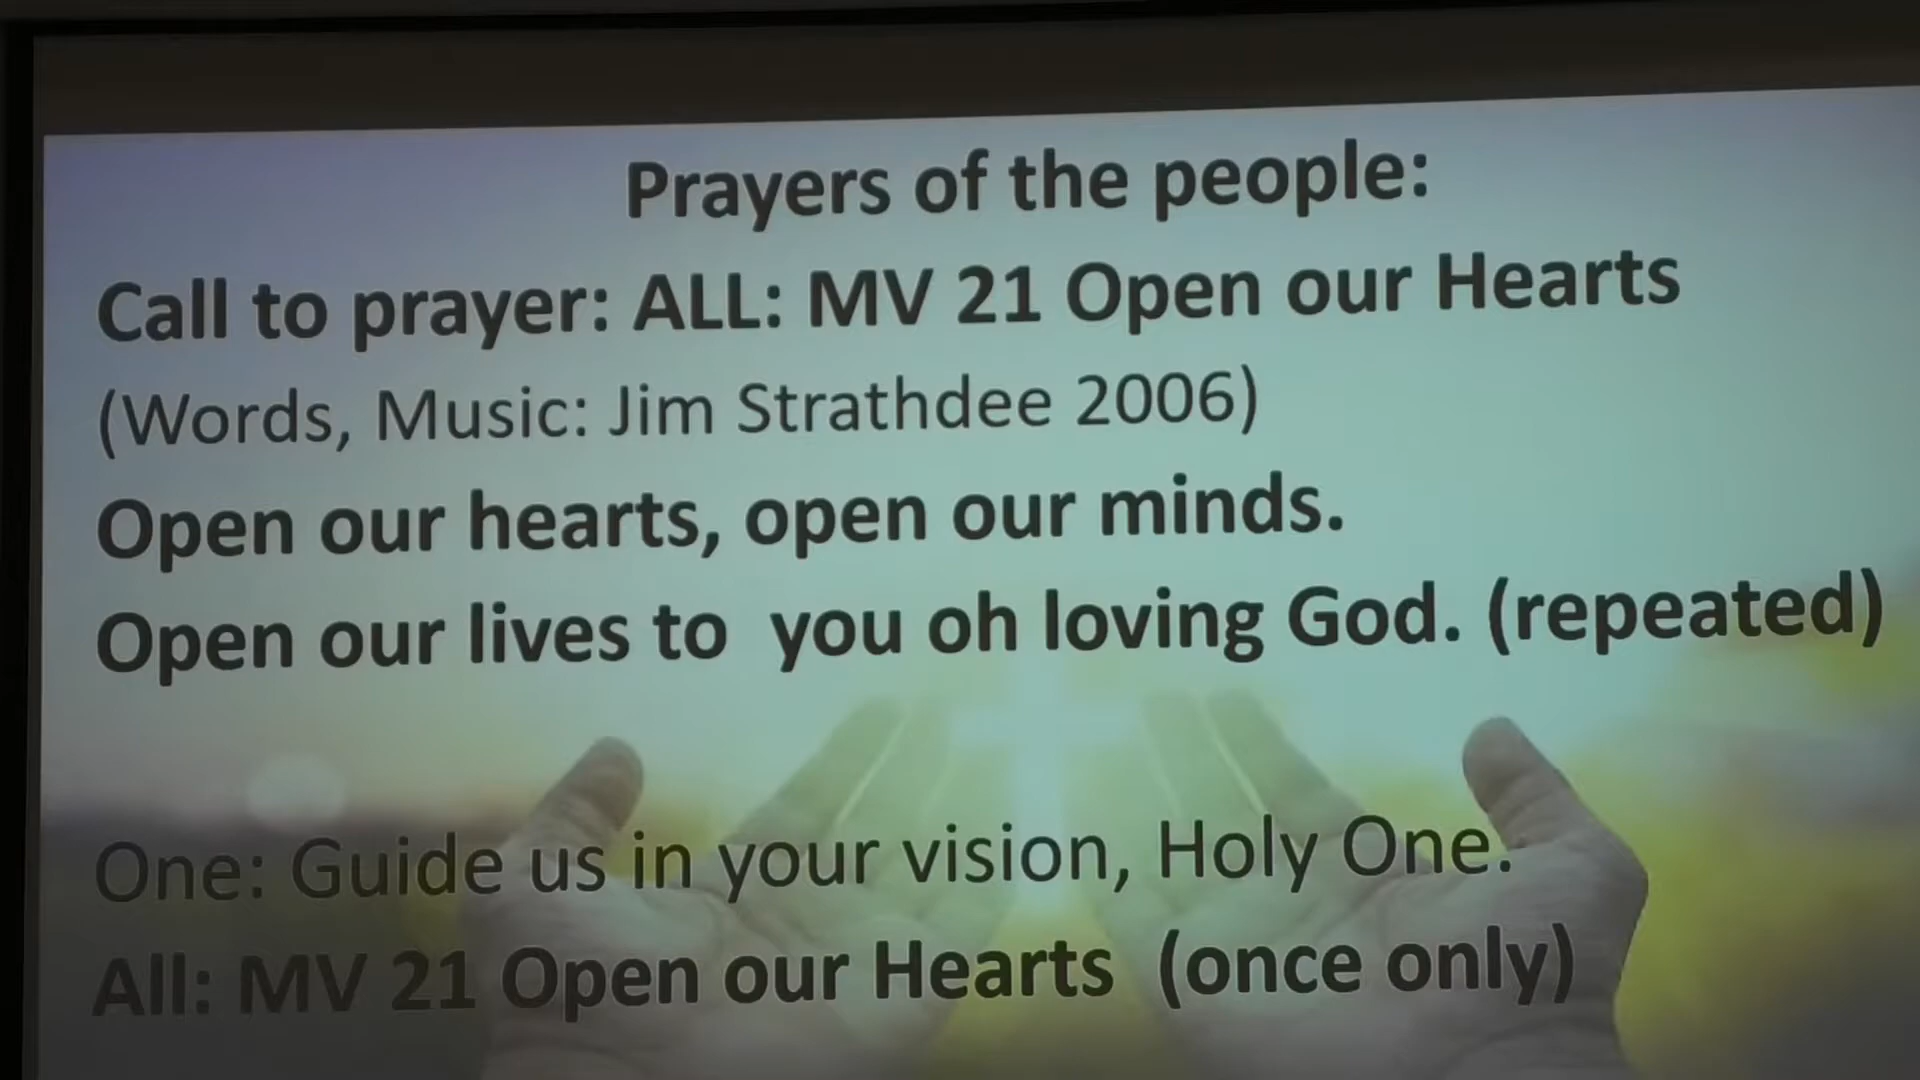 Prayers of the people:
Call to prayer: ALL: MV 21 Open our Hearts
(Words, Music: Jim Strathdee 2006)
Open our hearts, open our minds.
Open our lives to you oh loving God. (repeated)
One: Guide us in your vision, Holy One.
All: MV 21 Open our Hearts (once only)